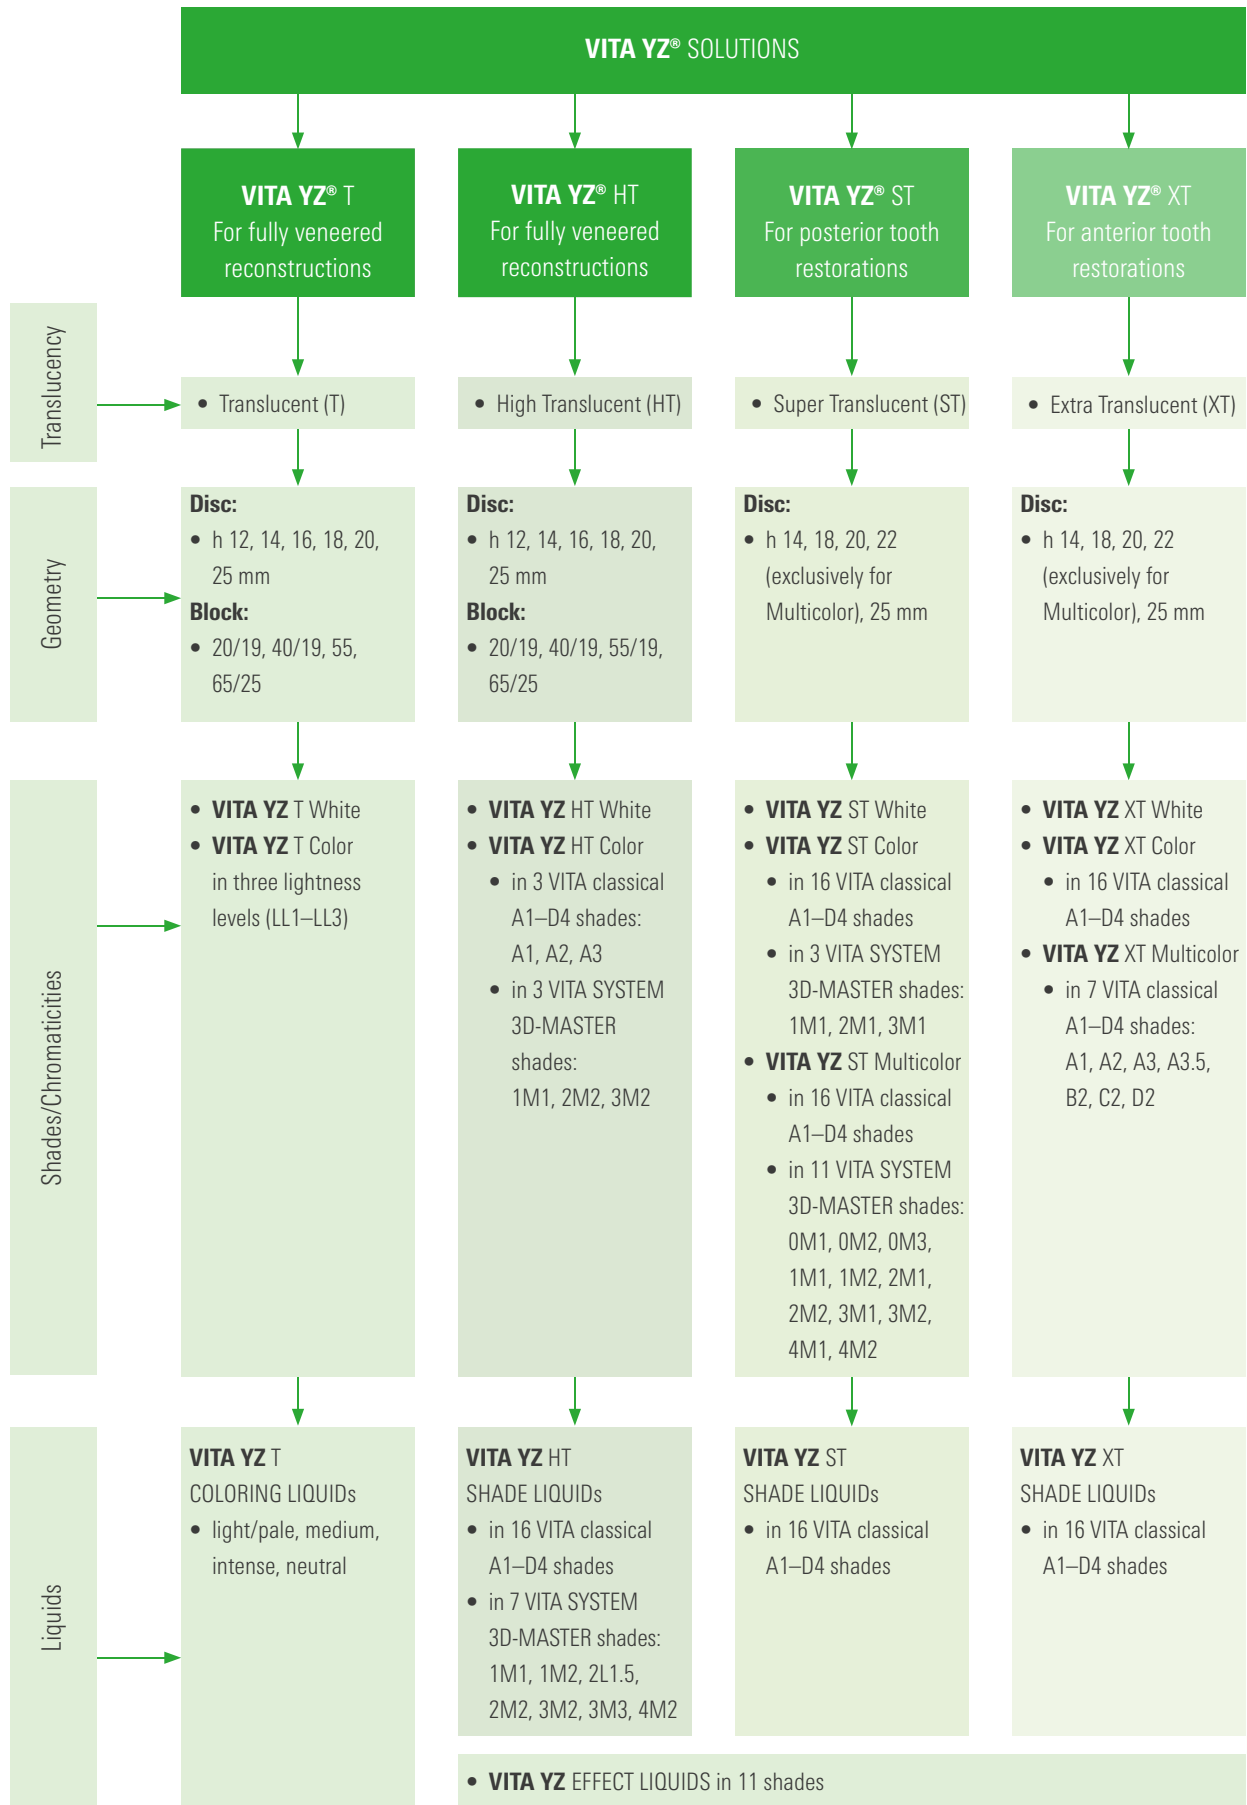 VITA YZ® SOLUTIONS
VITA YZ® T
For fully veneered
reconstructions
VITA YZ® HT
For fully veneered
reconstructions
VITA YZ® ST
For posterior tooth
restorations
VITA YZ® XT
For anterior tooth
restorations
Translucency
• Translucent (T)
• High Translucent (HT)
• Super Translucent (ST)
• Extra Translucent (XT)
Geometry
Disc:
• h 12, 14, 16, 18, 20,
25 mm
Block:
• 20/19, 40/19, 55,
65/25
Disc:
• h 12, 14, 16, 18, 20,
25 mm
Block:
• 20/19, 40/19, 55/19,
65/25
Disc:
• h 14, 18, 20, 22
(exclusively for
Multicolor), 25 mm
Disc:
• h 14, 18, 20, 22
(exclusively for
Multicolor), 25 mm
Shades/Chromaticities
• VITA YZ T White
• VITA YZ T Color
in three lightness
levels (LL1–LL3)
• VITA YZ HT White
• VITA YZ HT Color
• in 3 VITA classical
A1–D4 shades:
A1, A2, A3
• in 3 VITA SYSTEM
3D-MASTER
shades:
1M1, 2M2, 3M2
• VITA YZ ST White
• VITA YZ ST Color
• in 16 VITA classical
A1–D4 shades
• in 3 VITA SYSTEM
3D-MASTER shades:
1M1, 2M1, 3M1
• VITA YZ ST Multicolor
• in 16 VITA classical
A1–D4 shades
• in 11 VITA SYSTEM
3D-MASTER shades:
0M1, 0M2, 0M3,
1M1, 1M2, 2M1,
2M2, 3M1, 3M2,
4M1, 4M2
• VITA YZ XT White
• VITA YZ XT Color
• in 16 VITA classical
A1–D4 shades
• VITA YZ XT Multicolor
• in 7 VITA classical
A1–D4 shades:
A1, A2, A3, A3.5,
B2, C2, D2
Liquids
VITA YZ T
COLORING LIQUIDs
• light/pale, medium,
intense, neutral
VITA YZ HT
SHADE LIQUIDs
• in 16 VITA classical
A1–D4 shades
• in 7 VITA SYSTEM
3D-MASTER shades:
1M1, 1M2, 2L1.5,
2M2, 3M2, 3M3, 4M2
VITA YZ ST
SHADE LIQUIDs
• in 16 VITA classical
A1–D4 shades
VITA YZ XT
SHADE LIQUIDs
• in 16 VITA classical
A1–D4 shades
• VITA YZ EFFECT LIQUIDS in 11 shades